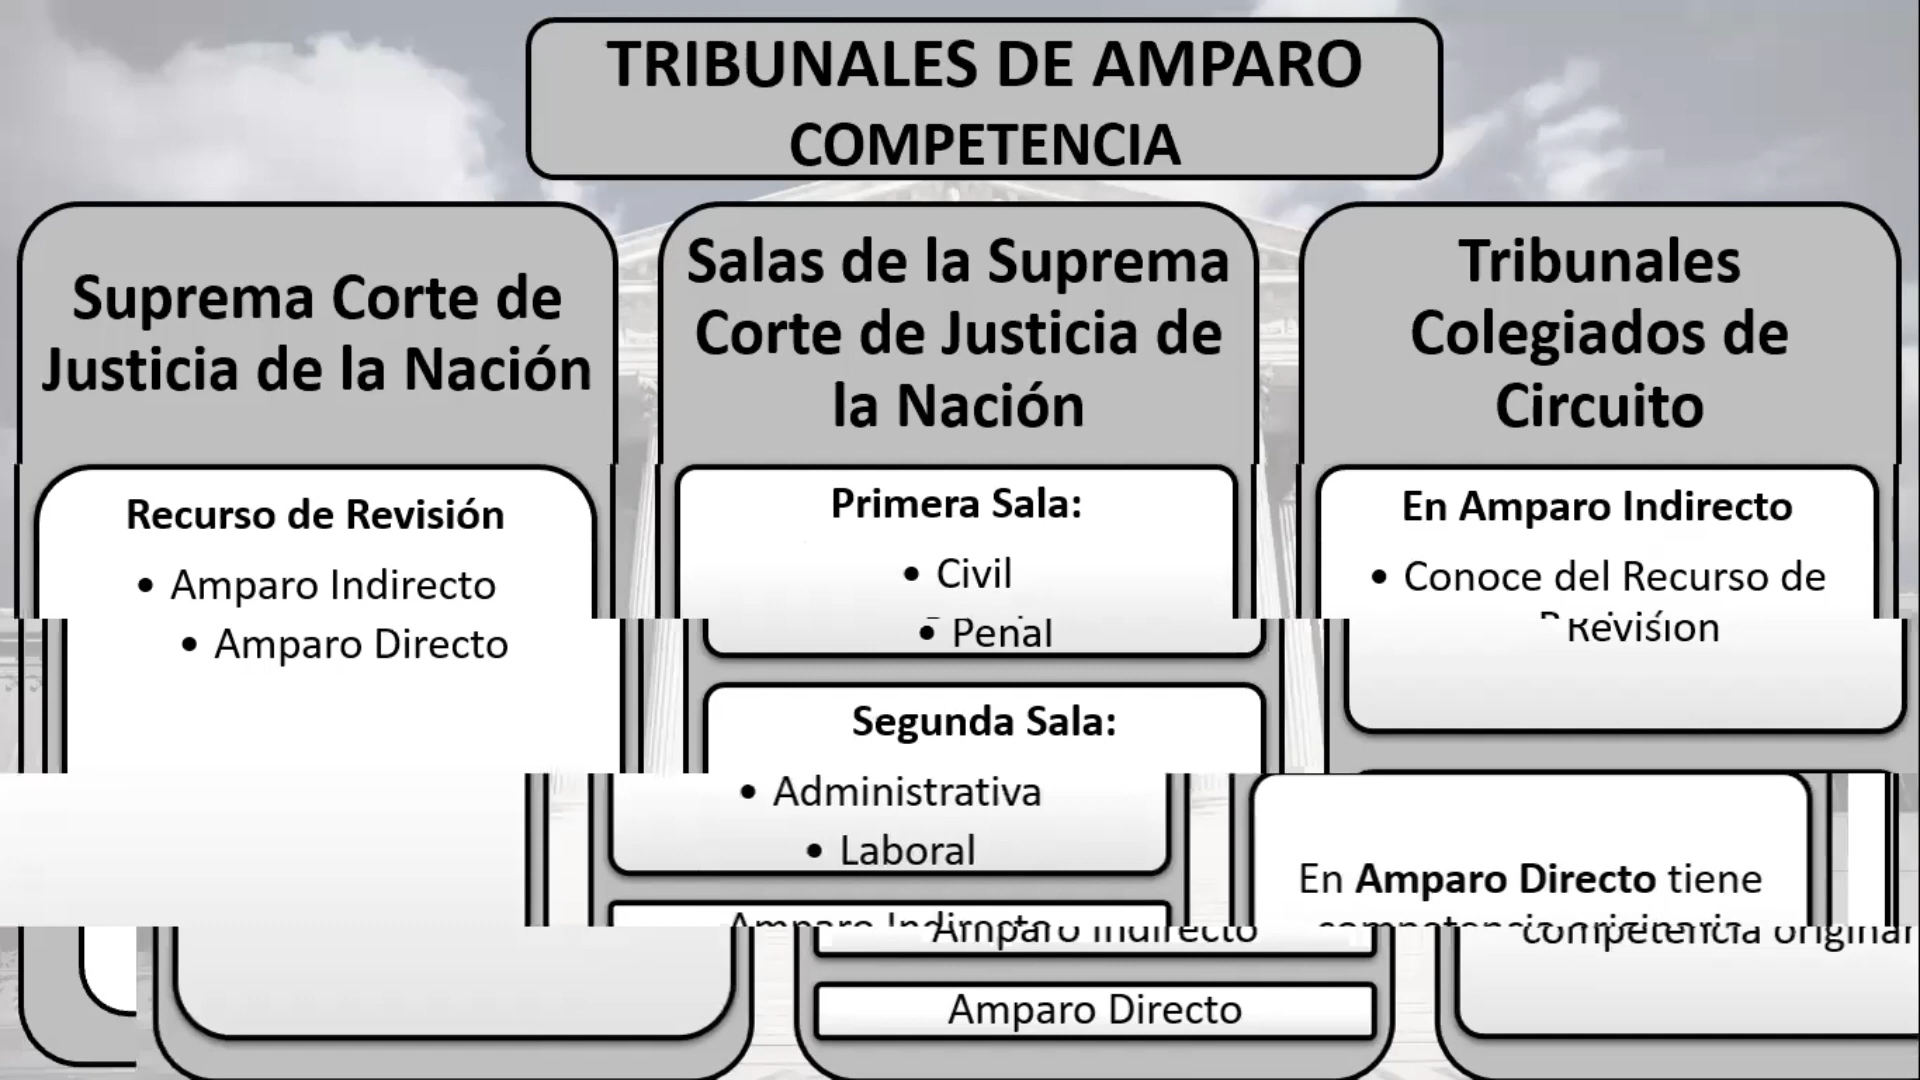 TRIBUNALES DE AMPARO
COMPETENCIA
Suprema Corte de
Justicia de la Nación
Recurso de Revisión
• Amparo Indirecto
• Amparo Directo
Salas de la Suprema
Corte de Justicia de
la Nación
Primera Sala:
• Civil
• Penal
Segunda Sala:
• Administrativa
• Laboral
Amparo Indirecto
Amparo Directo
Tribunales
Colegiados de
Circuito
En Amparo Indirecto
• Conoce del Recurso de
Revisión
En Amparo Directo tiene
competencia